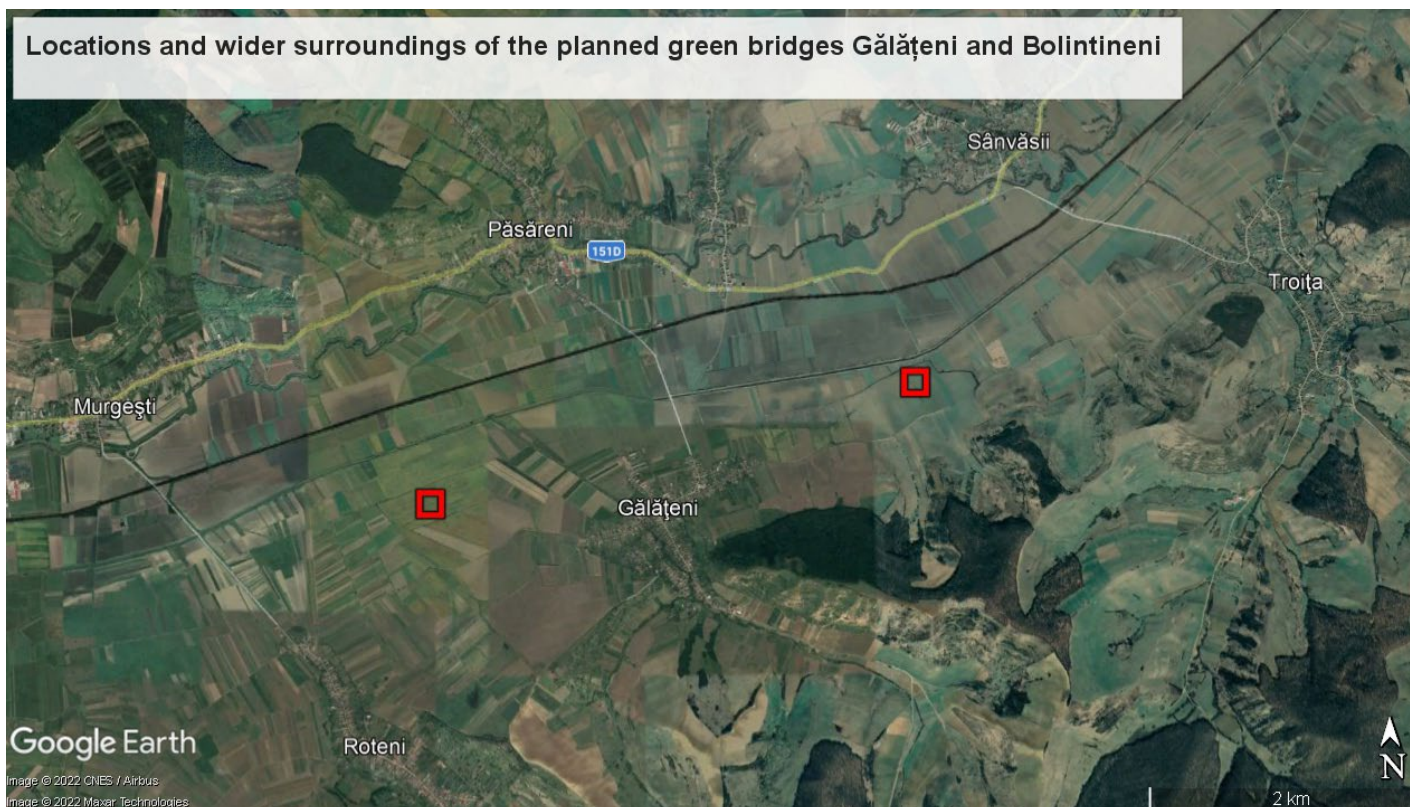 Locations and wider surroundings of the planned green bridges Gălățeni and Bolintineni
Sânvăsii
Păsăreni
151D
Troiţa
Murgeşti
Gălăţeni
Roteni
Google Earth
Image © 2022 CNES / Airbus
Image © 2022 Maxar Technologies
N
2 km